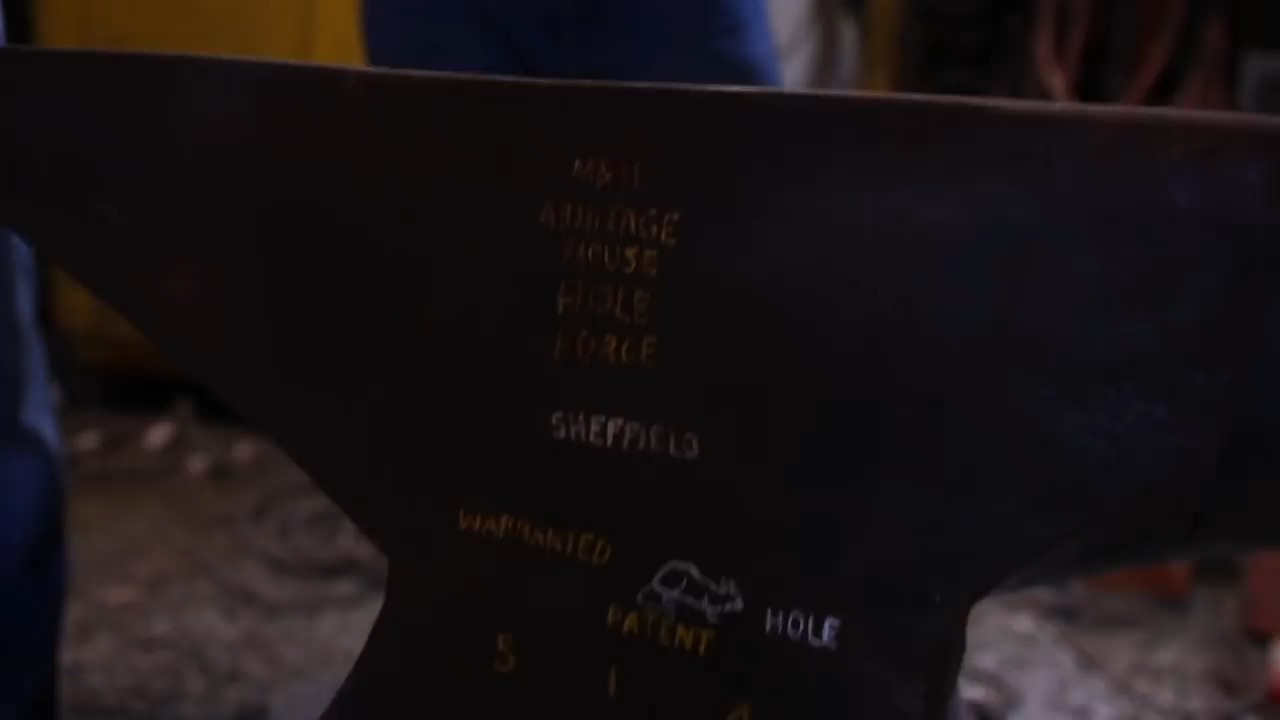 M&H
ARMITAGE
MOUSE
HOLE
FORGE
SHEFFIELD
WARRANTED
HOLE
PATENT
5 1